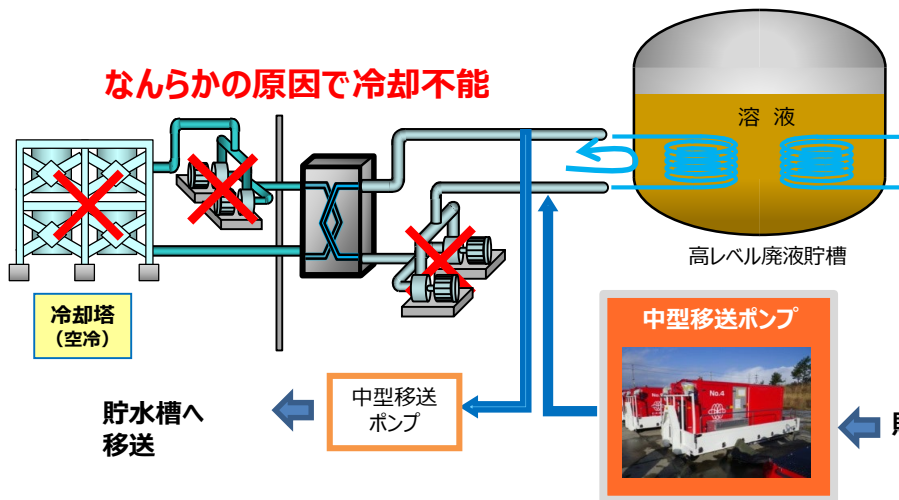 なんらかの原因で冷却不能
溶 液
高レベル廃液貯槽
冷却塔
(空冷)
中型移送ポンプ
No.4
中型移送
ポンプ
貯水槽へ
移送